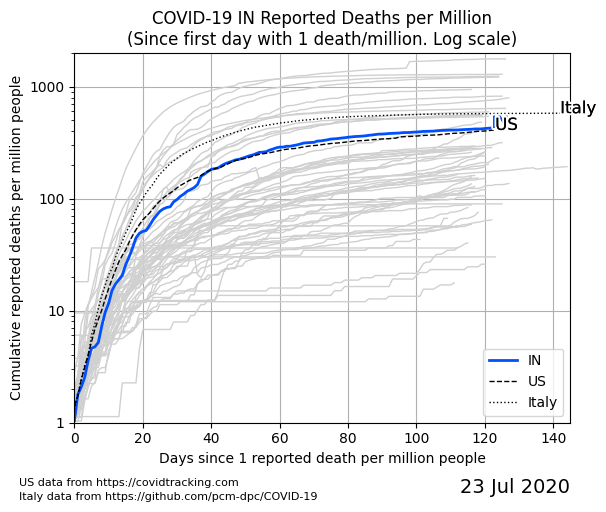 COVID-19 IN Reported Deaths per Million
(Since first day with 1 death/million. Log scale)
Cumulative reported deaths per million people
1000
100
10
1
Italy
IN
US
IN
US
Italy
0 20 40 60 80 100 120 140
Days since 1 reported death per million people
US data from https://covidtracking.com
Italy data from https://github.com/pcm-dpc/COVID-19
23 Jul 2020